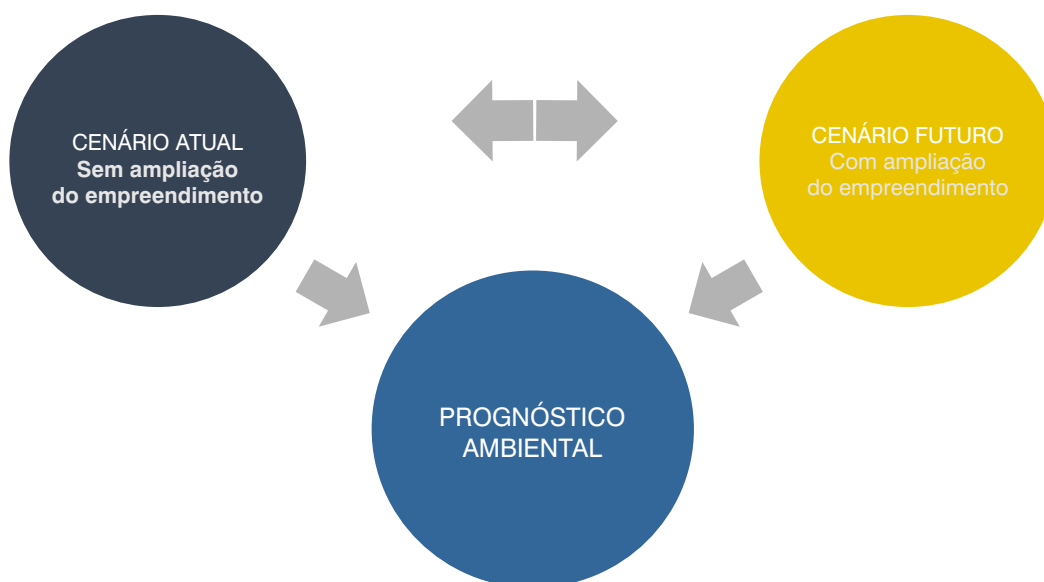 CENÁRIO ATUAL
Sem ampliação
do empreendimento
CENÁRIO FUTURO
Com ampliação
do empreendimento
PROGNÓSTICO
AMBIENTAL